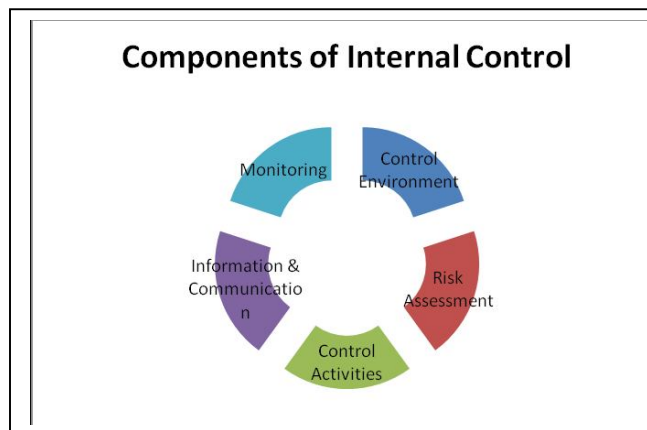 Components of Internal Control
Monitoring
Control
Environment
Information &
Communicatio
n
Risk
Assessment
Control
Activities